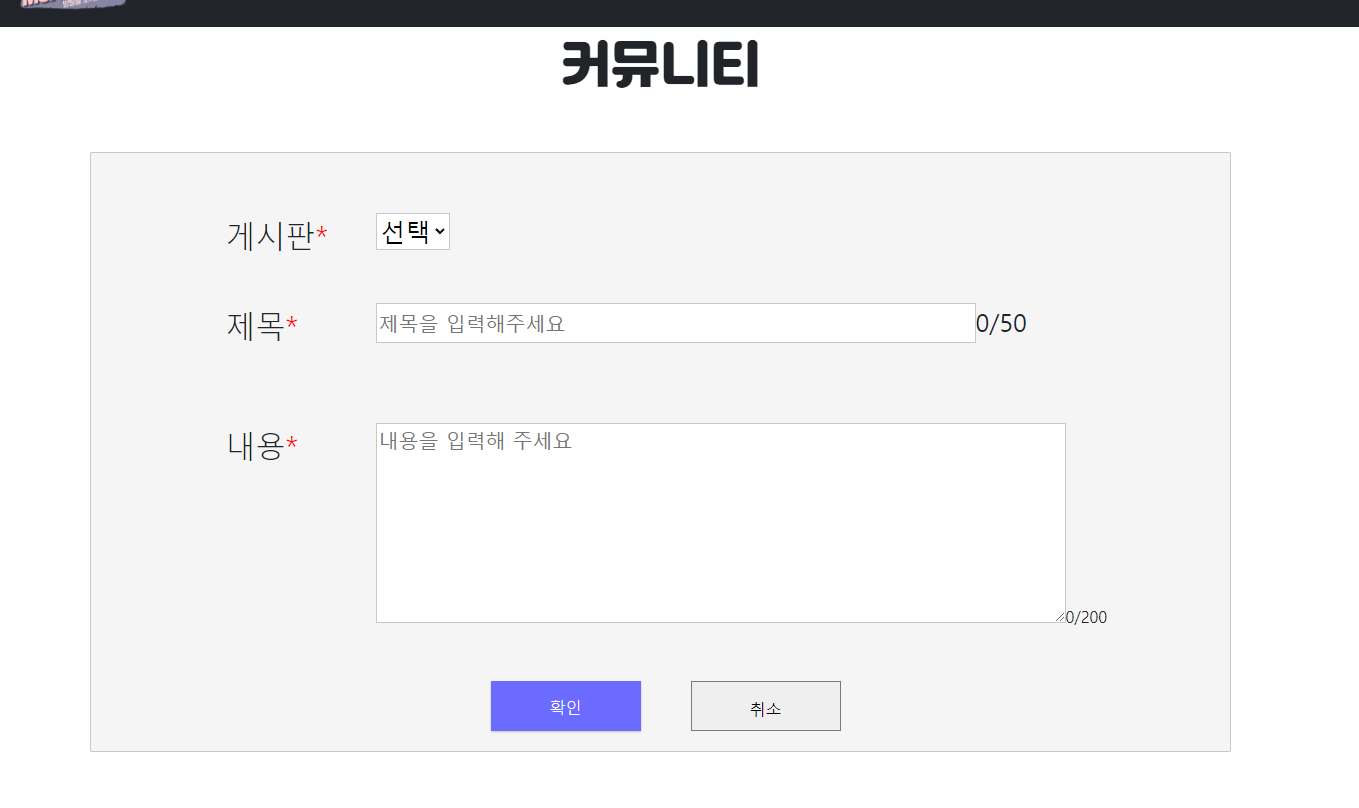 커뮤니티
게시판*
선택
제목*
제목을 입력해주세요
0/50
내용*
내용을 입력해 주세요
0/200
확인
취소